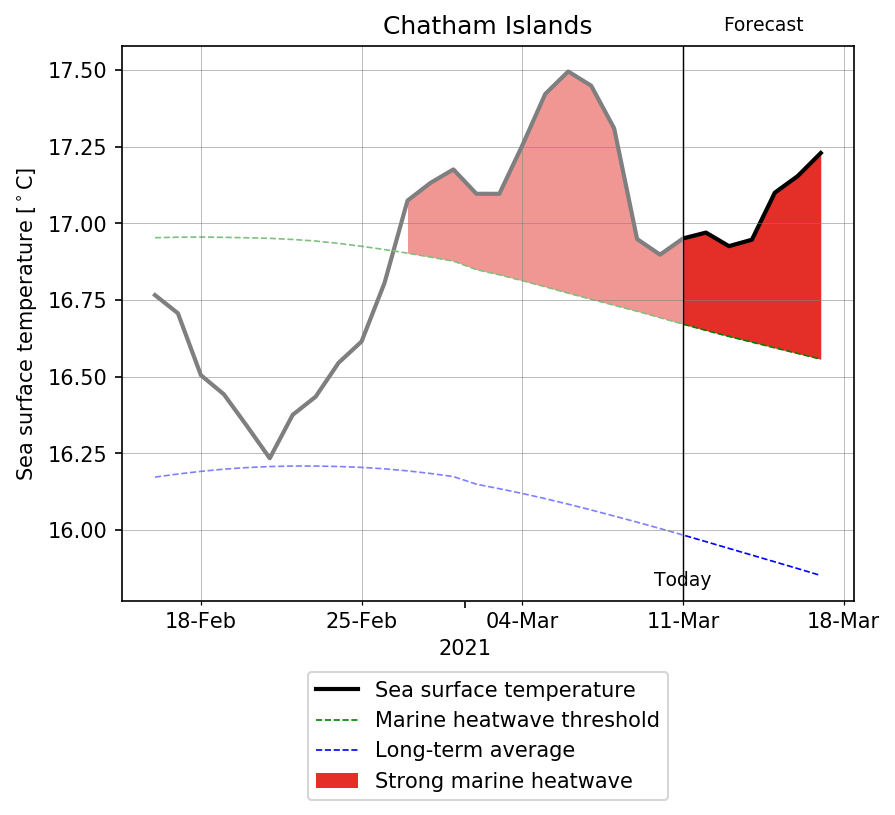 Chatham Islands
Forecast
17.50
17.25
17.00
16.75
16.50
16.25
16.00
Sea surface temperature [°C]
Today
18-Feb 25-Feb 04-Mar 11-Mar 18-Mar
2021
Sea surface temperature
Marine heatwave threshold
Long-term average
Strong marine heatwave